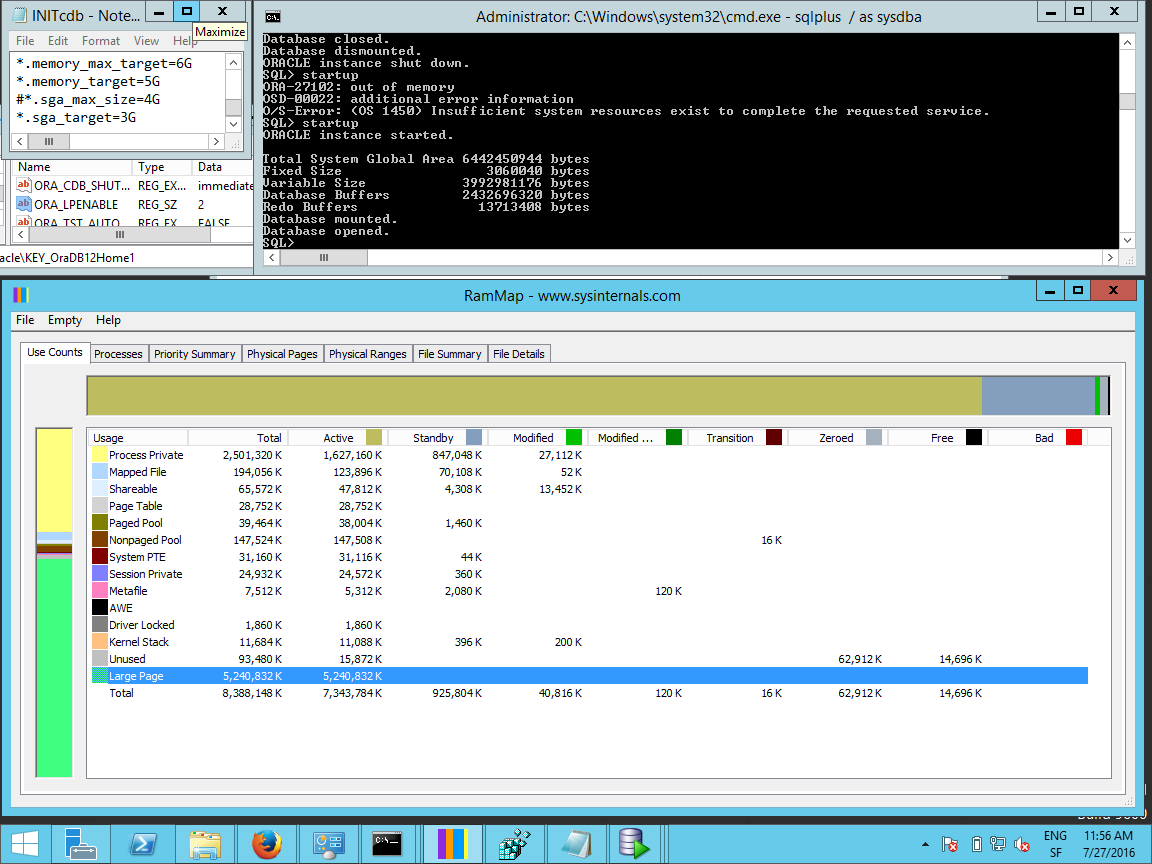 INITcdb - Note...
Maximize
File Edit Format View Help
*.memory_max_target=6G
*.memory_target=5G
#*.sga_max_size=4G
*.sga_target=3G
Name Type Data
ORA_CDB_SHUT... REG_EX... immediate
ORA_LPENABLE REG_SZ 2
ORA_TST_AUTO REG_EX FALSE
acle\KEY_OraDB12Home1
Administrator: C:\Windows\system32\cmd.exe - sqlplus / as sysdba
Database closed.
Database dismounted.
ORACLE instance shut down.
SQL> startup
ORA-27102: out of memory
OSD-00022: additional error information
O/S-Error: (OS 1450) Insufficient system resources exist to complete the requested service.
SQL> startup
ORACLE instance started.
Total System Global Area 6442450944 bytes
Fixed Size 3060040 bytes
Variable Size 3992981176 bytes
Database Buffers 2432696320 bytes
Redo Buffers 13713408 bytes
Database mounted.
Database opened.
SQL>
RamMap - www.sysinternals.com
File Empty Help
Use Counts Processes Priority Summary Physical Pages Physical Ranges File Summary File Details
Usage Total Active Standby Modified Modified ... Transition Zeroed Free Bad
Process Private 2,501,320 K 1,627,160 K 847,048 K 27,112 K
Mapped File 194,056 K 123,896 K 70,108 K 52 K
Shareable 65,572 K 47,812 K 4,308 K 13,452 K
Page Table 28,752 K 28,752 K
Paged Pool 39,464 K 38,004 K 1,460 K
Nonpaged Pool 147,524 K 147,508 K 16 K
System PTE 31,160 K 31,116 K 44 K
Session Private 24,932 K 24,572 K 360 K
Metafile 7,512 K 5,312 K 2,080 K 120 K
AWE
Driver Locked 1,860 K 1,860 K
Kernel Stack 11,684 K 11,088 K 396 K 200 K
Unused 93,480 K 15,872 K 62,912 K 14,696 K
Large Page 5,240,832 K 5,240,832 K
Total 8,388,148 K 7,343,784 K 925,804 K 40,816 K 120 K 16 K 62,912 K 14,696 K
ENG 11:56 AM
SF 7/27/2016